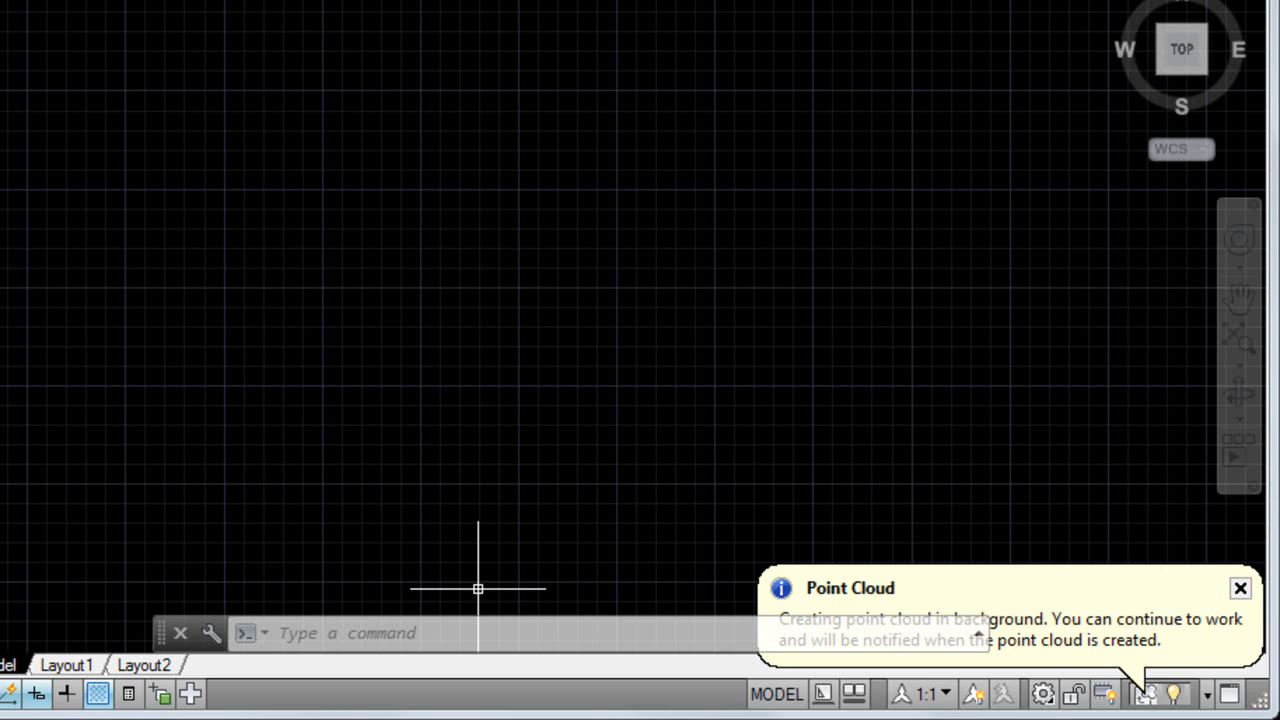 W TOP E
S
WCS
Point Cloud
Creating point cloud in background. You can continue to work
and will be notified when the point cloud is created.
Type a command
del Layout1 Layout2
MODEL 1:1